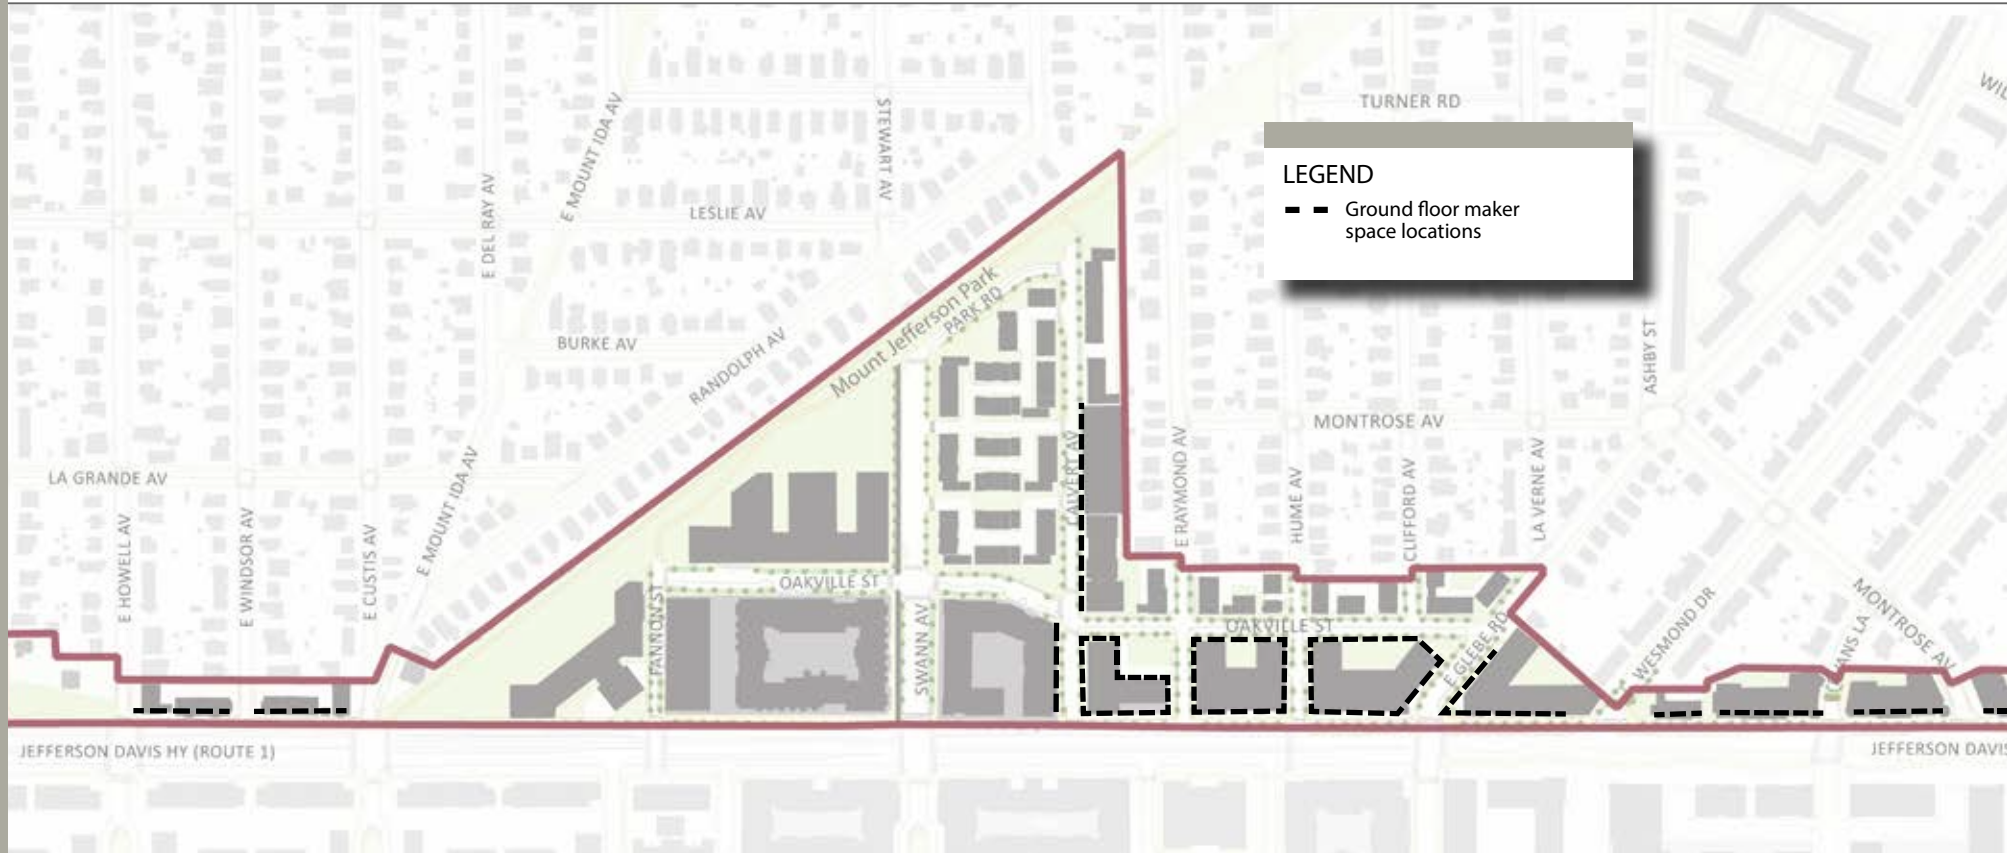 TURNER RD
WIL
STEWART AV
E MOUNT IDA AV
LEGEND
Ground floor maker
space locations
E DEL RAY AV
LESLIE AV
Mount Jefferson Park
PARK RD
BURKE AV
RANDOLPH AV
ASHBY ST
MONTROSE AV
LA GRANDE AV
E HOWELL AV
E WINDSOR AV
E CUSTIS AV
E MOUNT IDA AV
CALVERT AV
E RAYMOND AV
HUME AV
CLIFFORD AV
LA VERNE AV
OAKVILLE ST
FANNON ST
SWANN AV
OAKVILLE ST
E GLEBE RD
WESMOND DR
MONTROSE AV
JEFFERSON DAVIS HY (ROUTE 1)
JEFFERSON DAVIS